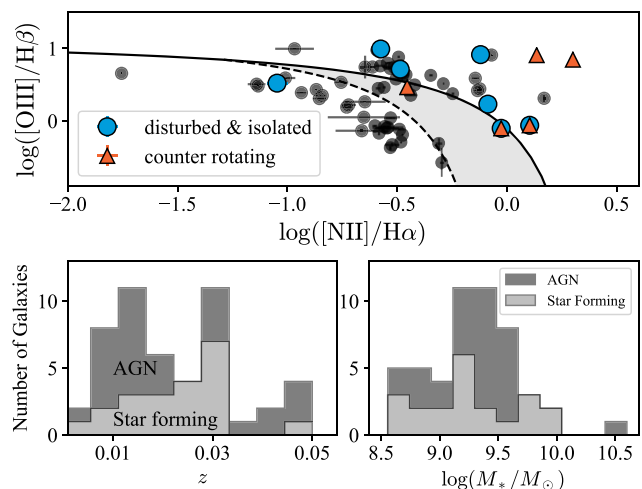 log([OIII]/Hβ)
1
0
disturbed & isolated
counter rotating
−2.0 −1.5 −1.0 −0.5 0.0 0.5
log([NII]/Hα)
Number of Galaxies
10
5
0
AGN
Star forming
0.01 0.03 0.05
z
10
5
0
AGN
Star Forming
8.5 9.0 9.5 10.0 10.5
log(M*/M⊙)